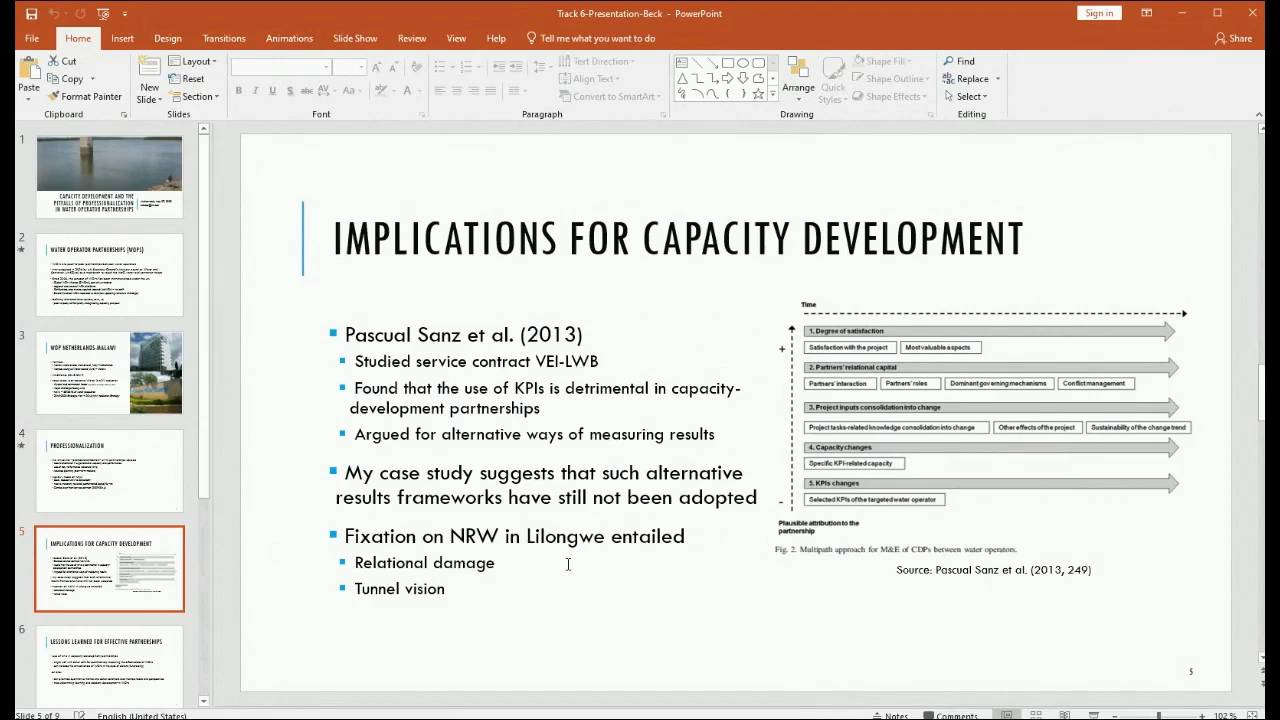 Track 6-Presentation-Beck - PowerPoint
Sign in
File
Home
Insert
Design
Transitions
Animations
Slide Show
Review
View
Help
Tell me what you want to do
Share
Paste
Cut
Copy
Format Painter
Clipboard
New Slide
Layout
Reset
Section
Slides
Font
Text Direction
Align Text
Convert to SmartArt
Paragraph
Arrange
Quick Styles
Shape Fill
Shape Outline
Shape Effects
Drawing
Find
Replace
Select
Editing
1
CAPACITY DEVELOPMENT AND THE
PITFALLS OF PROFESSIONALIZATION
IN WATER OPERATOR PARTNERSHIPS
2
WATER OPERATOR PARTNERSHIPS (WOPS)
3
WOP NETHERLANDS-MALAWI
4
PROFESSIONALIZATION
5
IMPLICATIONS FOR CAPACITY DEVELOPMENT
6
LESSONS LEARNED FOR EFFECTIVE PARTNERSHIPS
IMPLICATIONS FOR CAPACITY DEVELOPMENT
Pascual Sanz et al. (2013)
Studied service contract VEI-LWB
Found that the use of KPIs is detrimental in capacity-
development partnerships
Argued for alternative ways of measuring results
My case study suggests that such alternative
results frameworks have still not been adopted
Fixation on NRW in Lilongwe entailed
Relational damage
Tunnel vision
Time
+
1. Degree of satisfaction
Satisfaction with the project
Most valuable aspects
2. Partners' relational capital
Partners' interaction
Partners' roles
Dominant governing mechanisms
Conflict management
3. Project inputs consolidation into change
Project tasks-related knowledge consolidation into change
Other effects of the project
Sustainability of the change trend
4. Capacity changes
Specific KPI-related capacity
5. KPIs changes
Selected KPIs of the targeted water operator
-
Plausible attribution to the
partnership
Fig. 2. Multipath approach for M&E of CDPs between water operators.
Source: Pascual Sanz et al. (2013, 249)
5
Slide 5 of 9
English (United States)
Notes
Comments
102 %